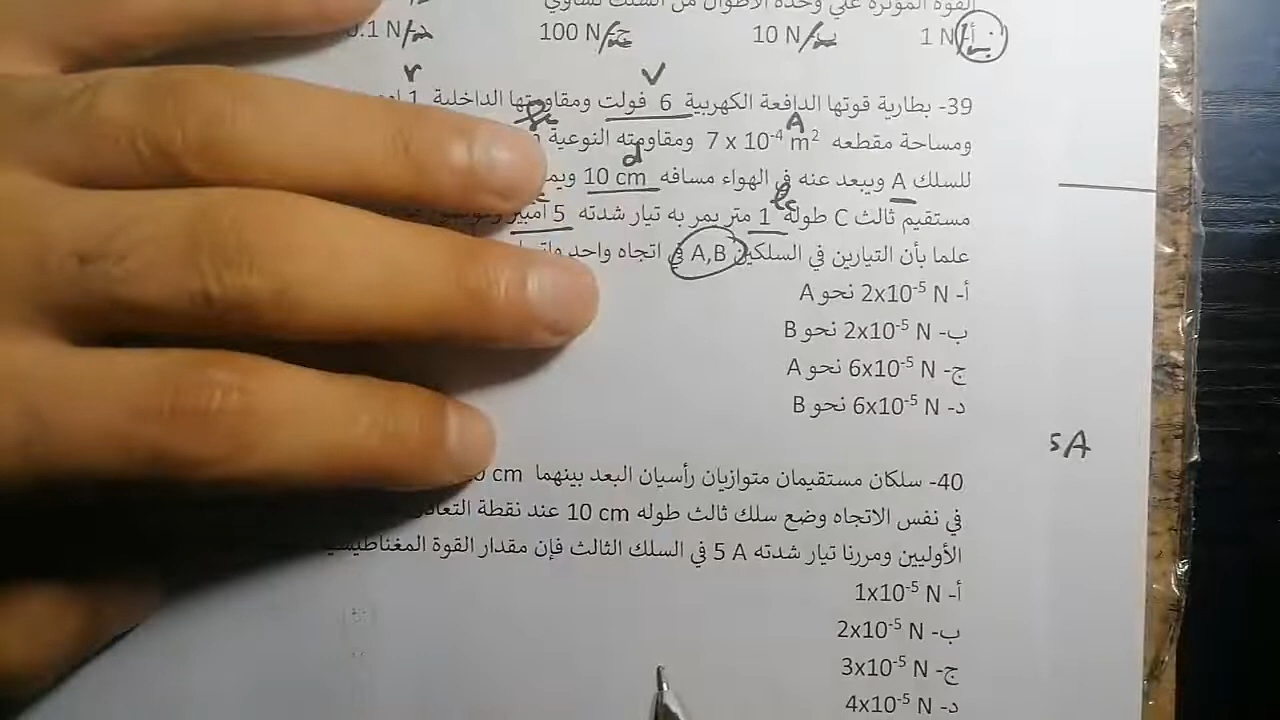 القوة المؤثرة علي وحدة الأطوال من السلك تساوي
أ- 1 N ب- 10 N ج- 100 N د- 0.1 N
r V
39- بطارية قوتها الدافعة الكهربية 6 فولت ومقاومتها الداخلية 1
A
ومساحة مقطعه 7 x 10-4 m2 ومقاومته النوعية
d
للسلك A ويبعد عنه في الهواء مسافه 10 cm
مستقيم ثالث C طوله 1 متر يمر به تيار شدته 5 أمبير
علما بأن التيارين في السلكين A,B في اتجاه واحد
أ- 2x10-5 N نحو A
ب- 2x10-5 N نحو B
ج- 6x10-5 N نحو A
د- 6x10-5 N نحو B
5A
40- سلكان مستقيمان متوازيان رأسيان البعد بينهما cm
في نفس الاتجاه وضع سلك ثالث طوله 10 cm عند نقطة
الأوليين ومررنا تيار شدته 5 A في السلك الثالث فإن مقدار القوة
أ- 1x10-5 N
ب- 2x10-5 N
ج- 3x10-5 N
د- 4x10-5 N